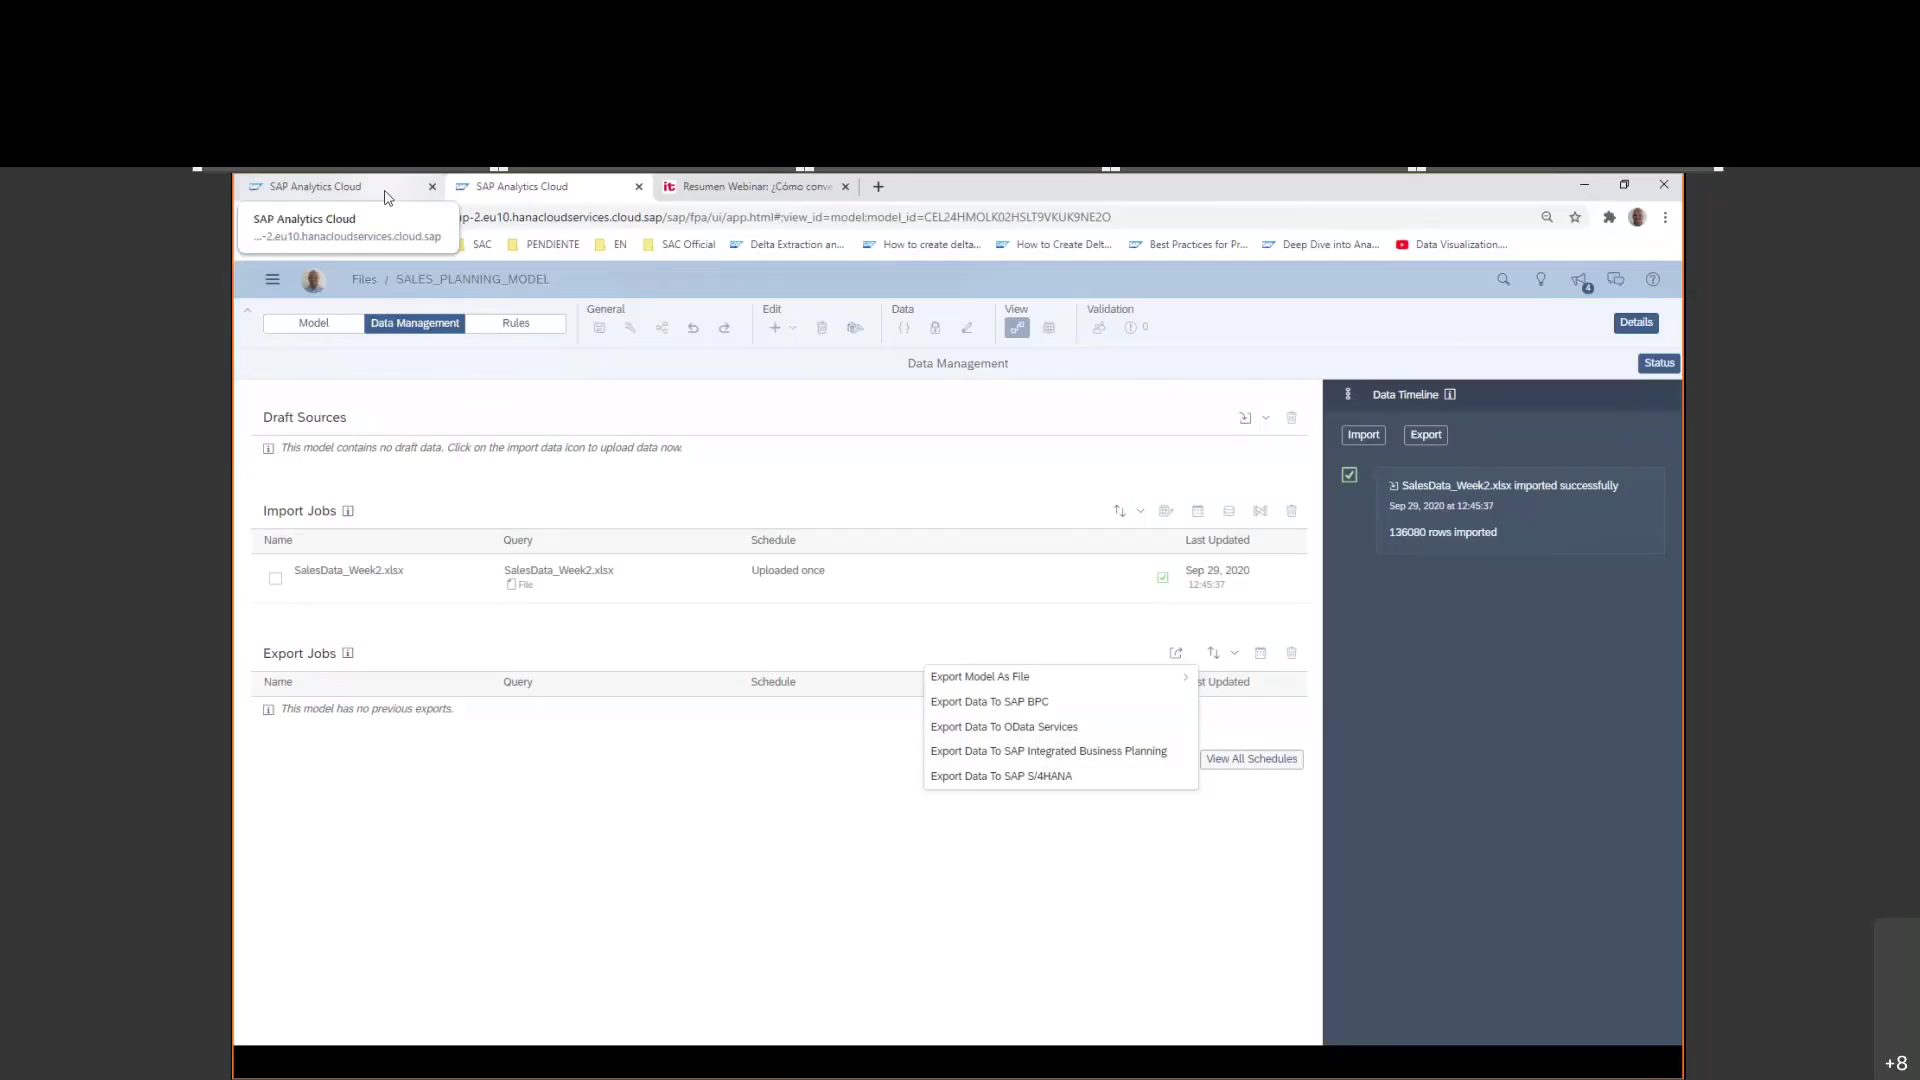 SAP Analytics Cloud
SAP Analytics Cloud
it Resumen Webinar: ¿Cómo conve
SAP Analytics Cloud
...-2.eu10.hanacloudservices.cloud.sap
up-2.eu10.hanacloudservices.cloud.sap/sap/fpa/ui/app.html#;view_id=model;model_id=CEL24HMOLK02HSLT9VKUK9NE2O
SAC PENDIENTE EN SAC Official Delta Extraction an... How to create delta... How to Create Delt... Best Practices for Pr... Deep Dive into Ana... Data Visualization....
Files / SALES_PLANNING_MODEL
4
Model Data Management Rules
General Edit Data View Validation
0
Details
Data Management
Status
Draft Sources
This model contains no draft data. Click on the import data icon to upload data now.
Import Jobs
Name Query Schedule Last Updated
SalesData_Week2.xlsx SalesData_Week2.xlsx Uploaded once Sep 29, 2020
File 12:45:37
Export Jobs
Name Query Schedule st Updated
This model has no previous exports.
Export Model As File
Export Data To SAP BPC
Export Data To OData Services
Export Data To SAP Integrated Business Planning
Export Data To SAP S/4HANA
View All Schedules
Data Timeline
Import Export
SalesData_Week2.xlsx imported successfully
Sep 29, 2020 at 12:45:37
136080 rows imported
+8